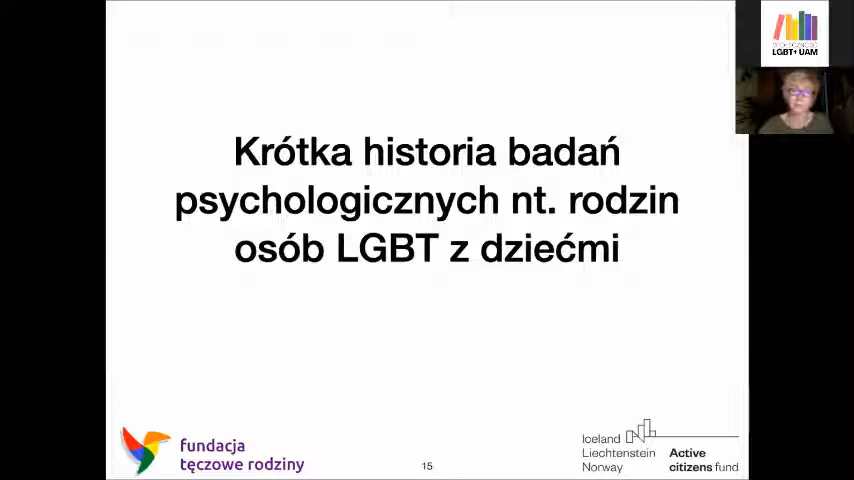 Krótka historia badań
psychologicznych nt. rodzin
osób LGBT z dziećmi
fundacja
tęczowe rodziny
15
Iceland
Liechtenstein
Norway
Active
citizens fund
LGBT+ UAM